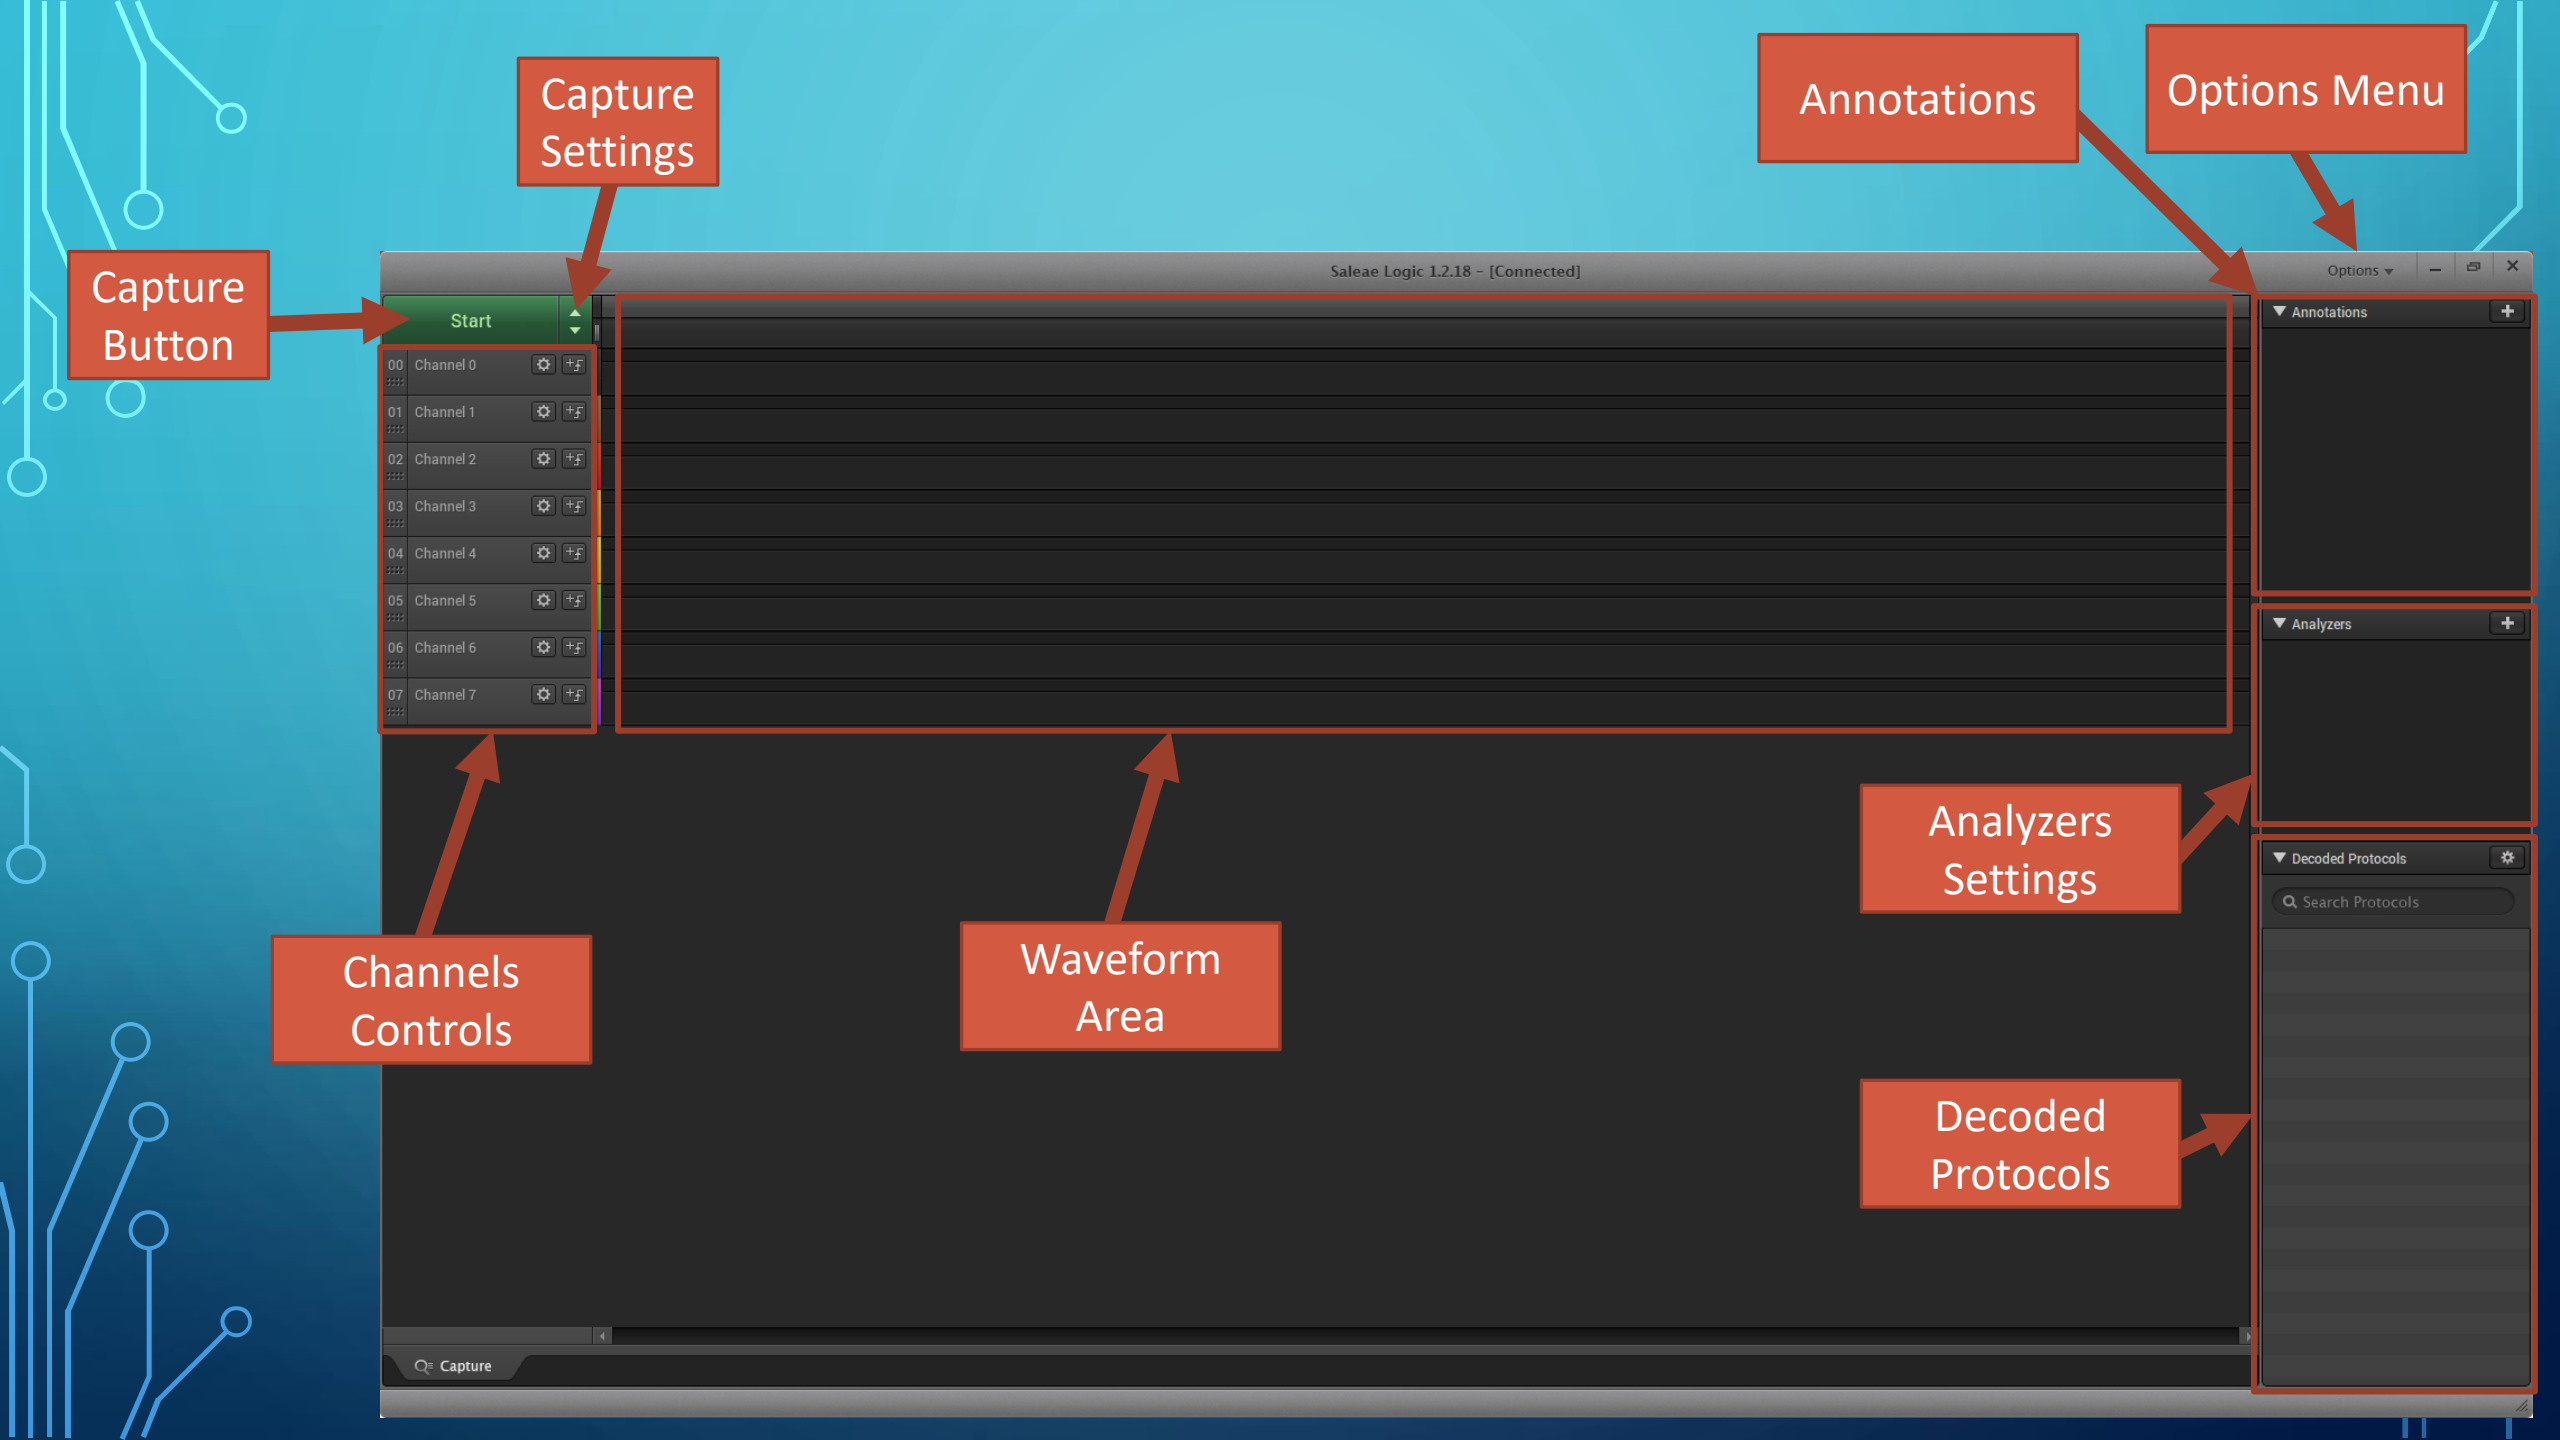 Capture
Settings
Annotations
Options Menu
Capture
Button
Saleae Logic 1.2.18 - [Connected]
Options
Start
Annotations
00 Channel 0
01 Channel 1
02 Channel 2
03 Channel 3
04 Channel 4
05 Channel 5
06 Channel 6
07 Channel 7
Analyzers
Analyzers
Settings
Decoded Protocols
Search Protocols
Channels
Controls
Waveform
Area
Decoded
Protocols
Capture